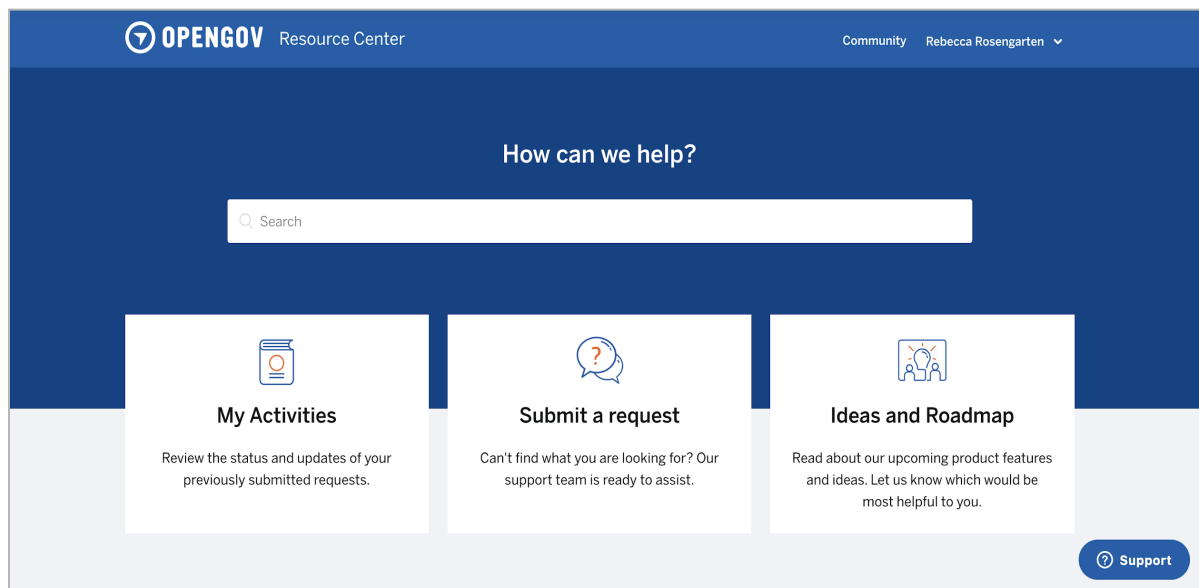 OPENGOV Resource Center
Community
Rebecca Rosengarten
How can we help?
Search
?
My Activities
Review the status and updates of your
previously submitted requests.
Submit a request
Can't find what you are looking for? Our
support team is ready to assist.
Ideas and Roadmap
Read about our upcoming product features
and ideas. Let us know which would be
most helpful to you.
? Support